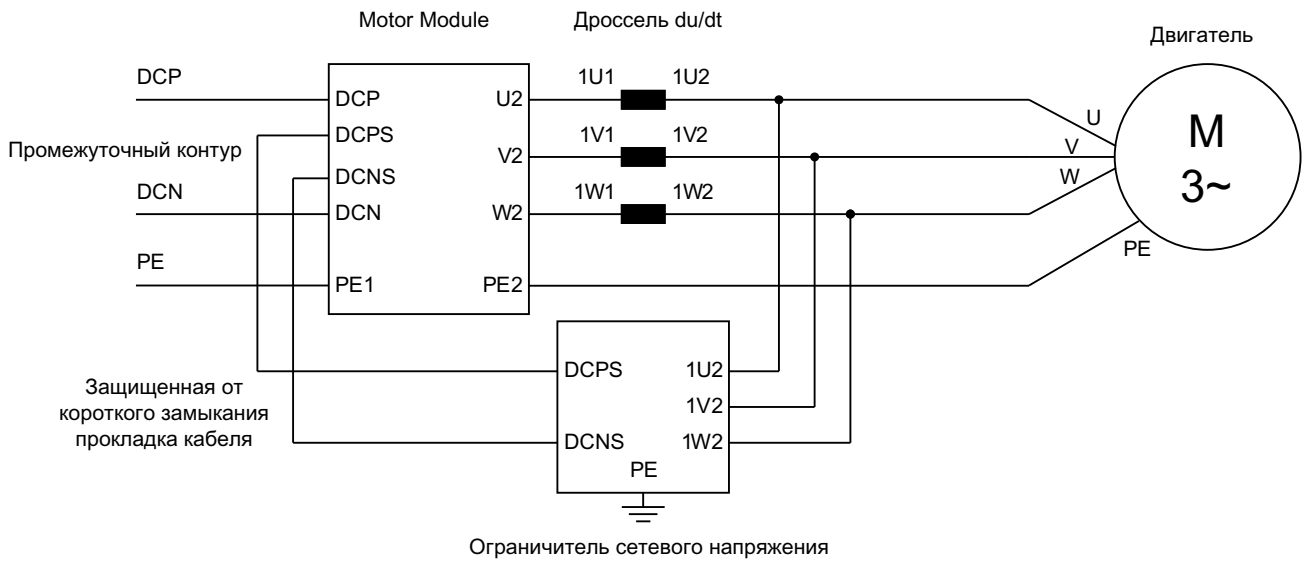 Motor Module
Дроссель du/dt
Двигатель
DCP
DCP
U2
1U1
1U2
U
M
3~
DCPS
Промежуточный контур
V2
1V1
1V2
V
DCNS
DCN
DCN
W2
1W1
1W2
W
PE
PE
PE1
PE2
DCPS
1U2
Защищенная от
короткого замыкания
прокладка кабеля
1V2
DCNS
1W2
PE
Ограничитель сетевого напряжения